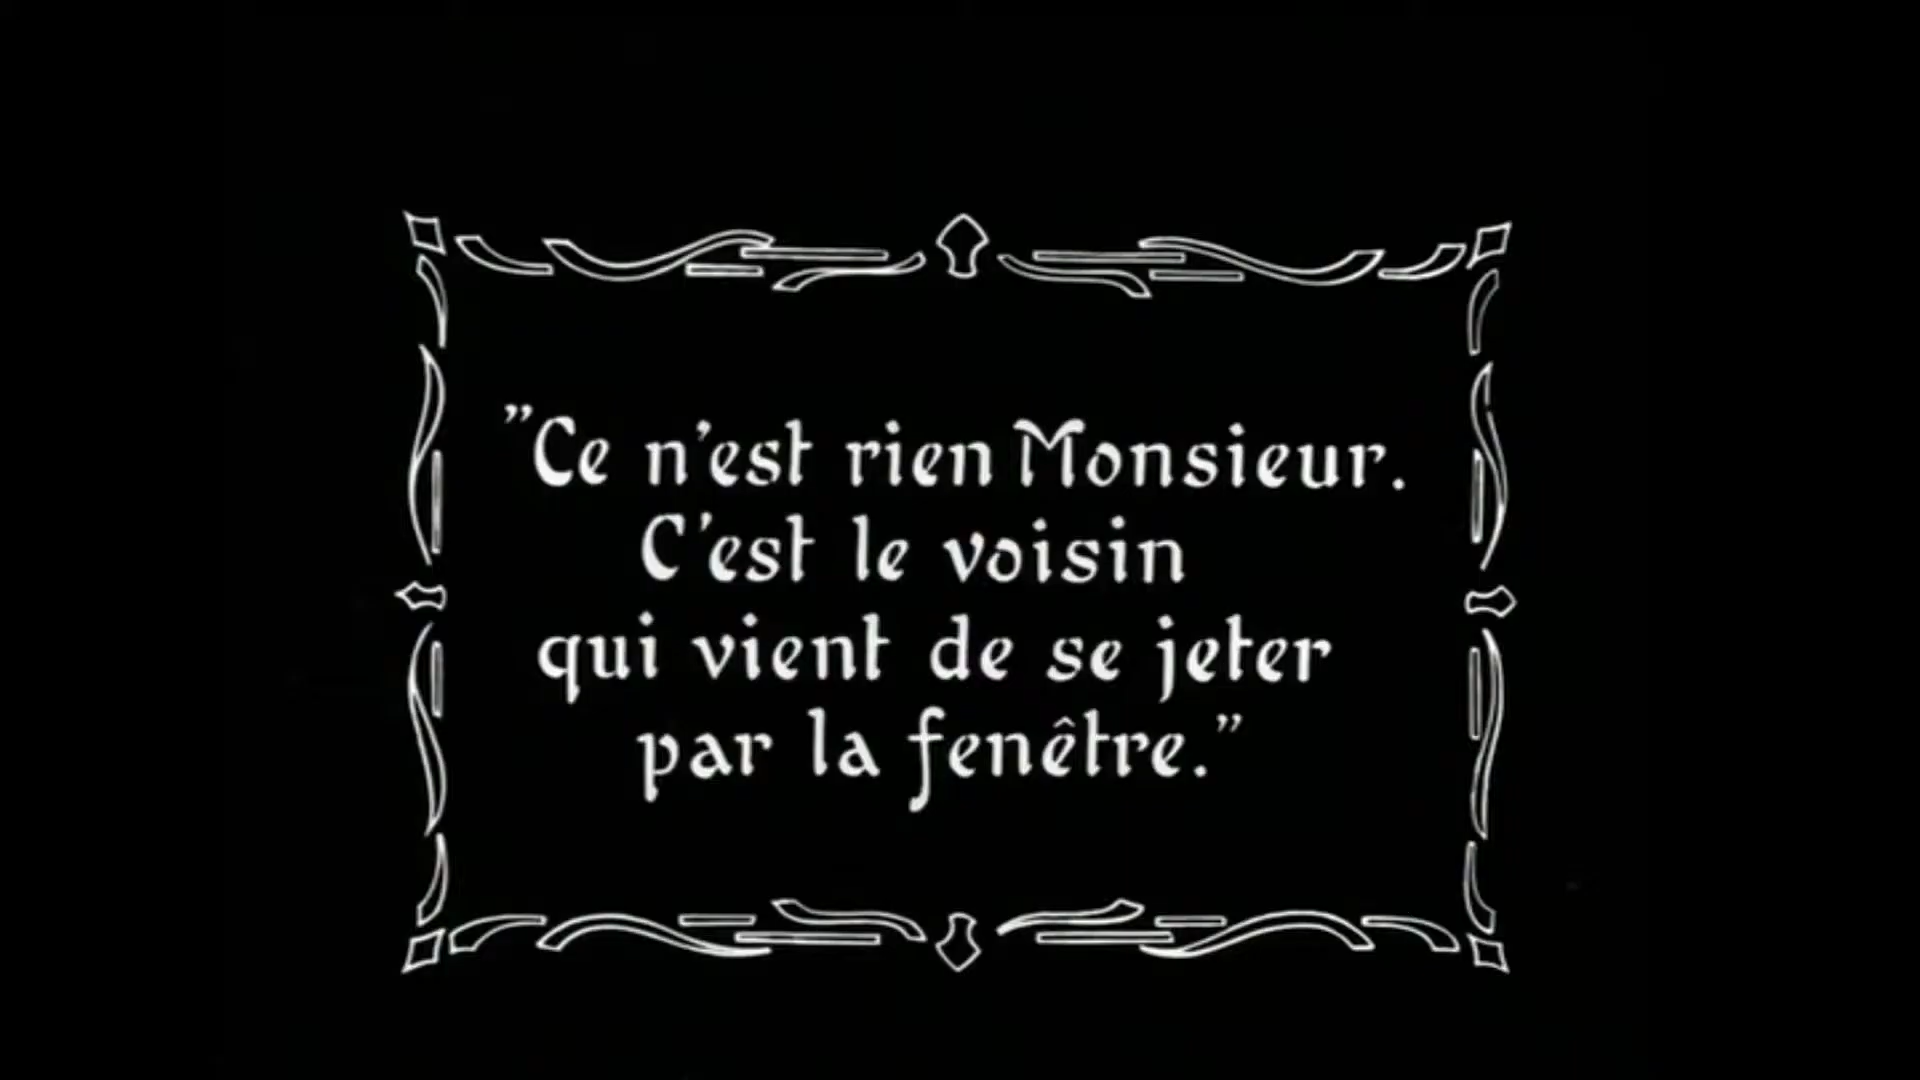 "Ce n'est rien Monsieur.
C'est le voisin
qui vient de se jeter
par la fenêtre."